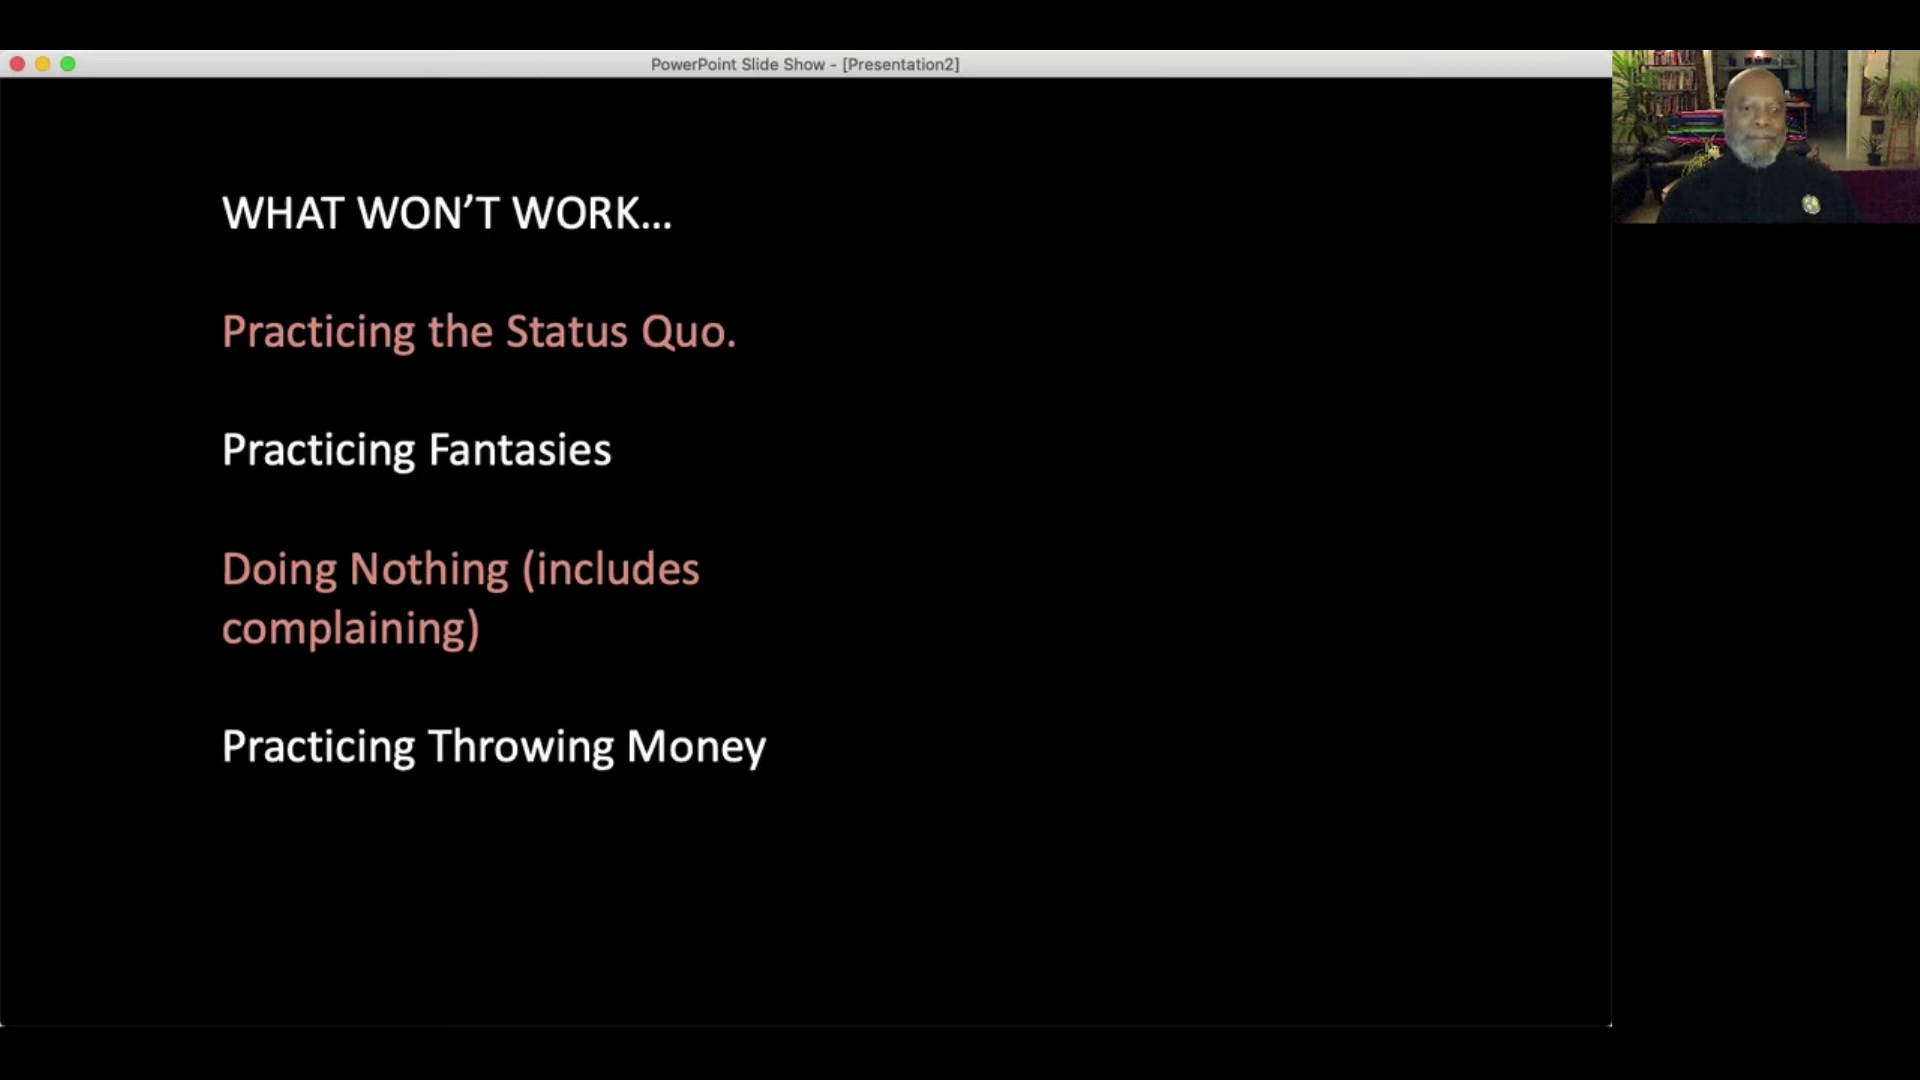 PowerPoint Slide Show - [Presentation2]
WHAT WON’T WORK...
Practicing the Status Quo.
Practicing Fantasies
Doing Nothing (includes
complaining)
Practicing Throwing Money